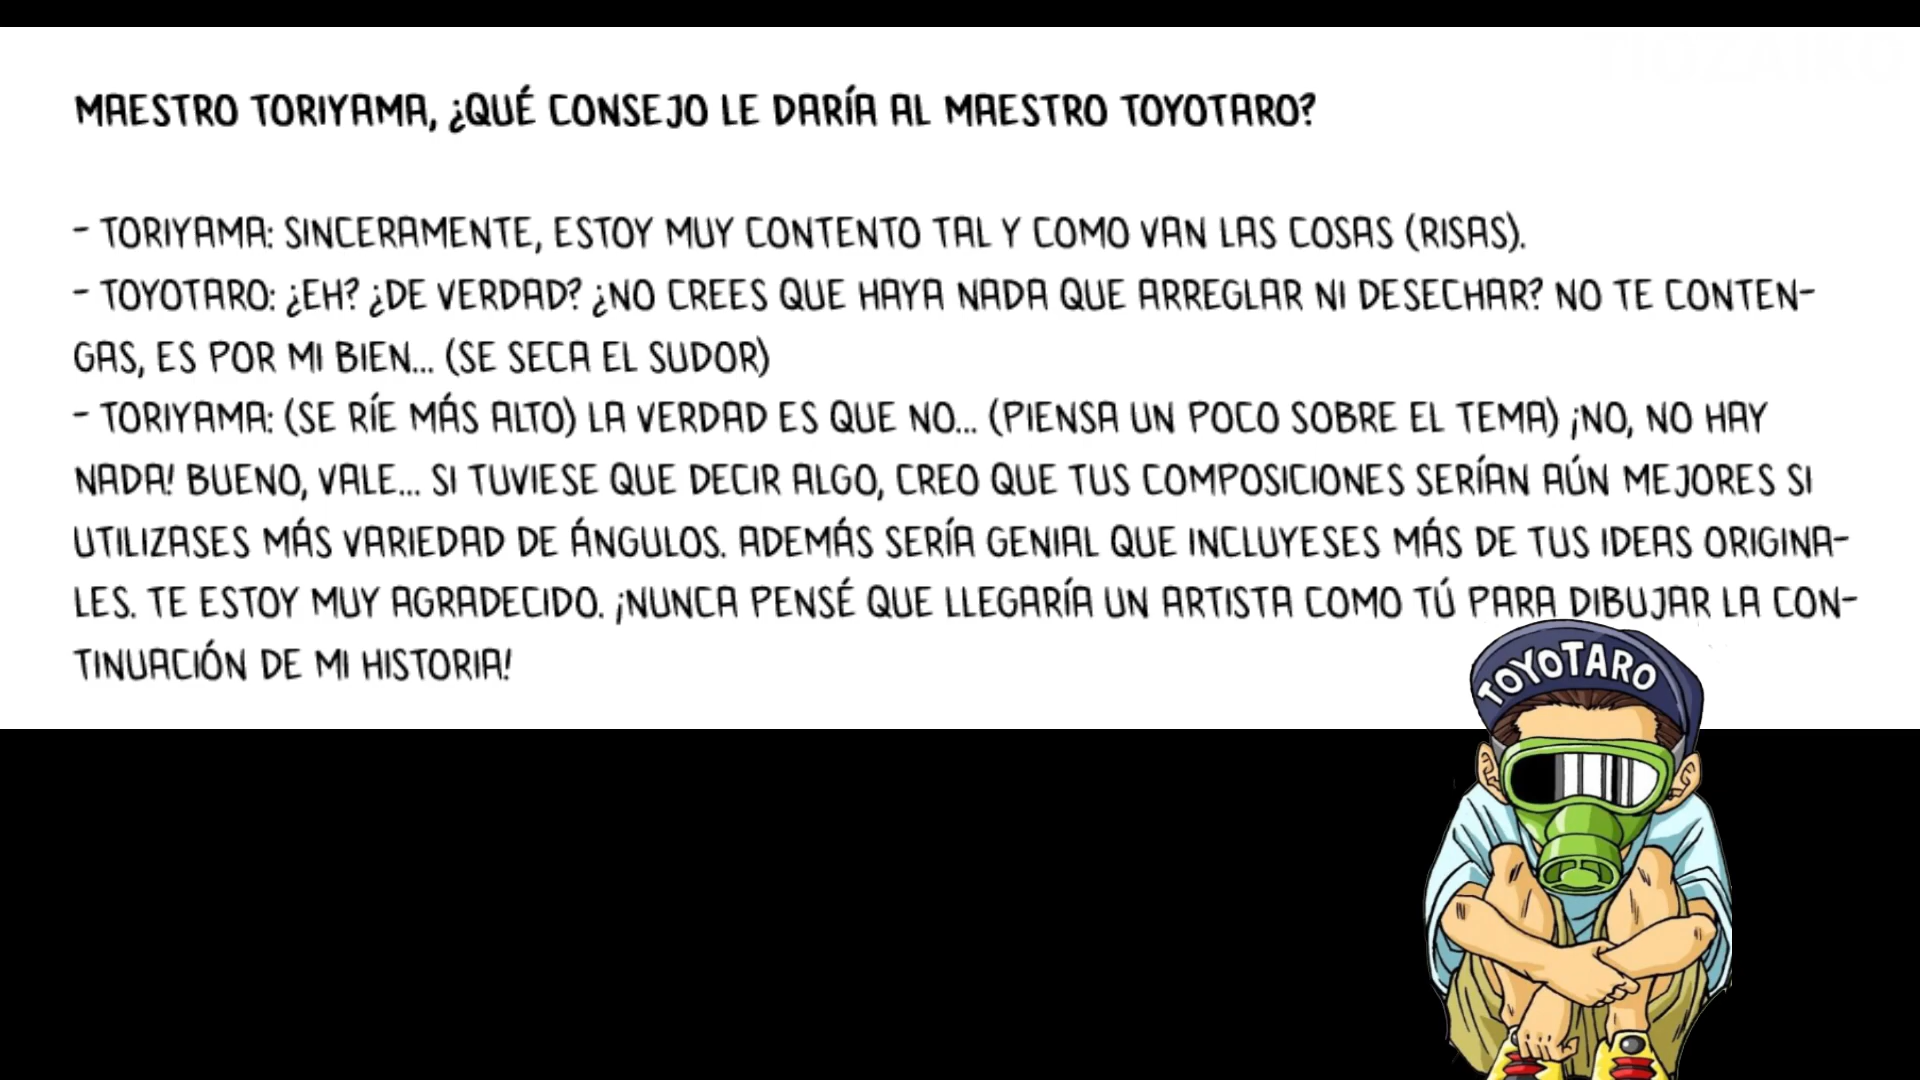 MAESTRO TORIYAMA, ¿QUÉ CONSEJO LE DARÍA AL MAESTRO TOYOTARO?
- TORIYAMA: SINCERAMENTE, ESTOY MUY CONTENTO TAL Y COMO VAN LAS COSAS (RISAS).
- TOYOTARO: ¿EH? ¿DE VERDAD? ¿NO CREES QUE HAYA NADA QUE ARREGLAR NI DESECHAR? NO TE CONTEN-
GAS, ES POR MI BIEN... (SE SECA EL SUDOR)
- TORIYAMA: (SE RÍE MÁS ALTO) LA VERDAD ES QUE NO... (PIENSA UN POCO SOBRE EL TEMA) ¡NO, NO HAY
NADA! BUENO, VALE... SI TUVIESE QUE DECIR ALGO, CREO QUE TUS COMPOSICIONES SERÍAN AÚN MEJORES SI
UTILIZASES MÁS VARIEDAD DE ÁNGULOS. ADEMÁS SERÍA GENIAL QUE INCLUYESES MÁS DE TUS IDEAS ORIGINA-
LES. TE ESTOY MUY AGRADECIDO. ¡NUNCA PENSÉ QUE LLEGARÍA UN ARTISTA COMO TÚ PARA DIBUJAR LA CON-
TINUACIÓN DE MI HISTORIA!
TOYOTARO